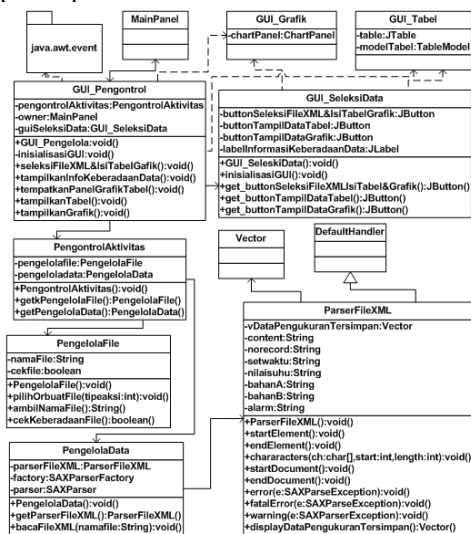 java.awt.event
MainPanel
GUI_Grafik
-chartPanel:ChartPanel
GUI_Tabel
-table:JTable
-modelTabel:TableModel
GUI_Pengontrol
-pengontrolAktivitas:PengontrolAktivitas
-owner:MainPanel
-guiSeleksiData:GUI_SeleksiData
+GUI_Pengelola:void()
-inisialisasiGUI:void()
+seleksiFileXML&IsiTabelGafik():void()
+tampilkanInfoKeberadaanData():void()
+tempatkanPanelGrafikTabel():void()
+tampilkanTabel():void()
+tampilkanGrafik():void()
GUI_SeleksiData
-buttonSeleksiFileXML&IsiTabelGrafik:JButton
-buttonTampilDataTabel:JButton
-buttonTampilDataGrafik:JButton
-labelInformasiKeberadaanData:JLabel
+GUI_SeleskiData():void()
-inisialisasiGUI():void()
+get_buttonSeleksiFileXMLIsiTabel&Grafik():JButton()
+get_buttonTampilDataTabel():JButton()
+get_buttonTampilDataGrafik():JButton()
PengontrolAktivitas
-pengelolafile:PengelolaFile
-pengeloladata:PengelolaData
+PengontrolAktivitas():void()
+getkPengelolaFile():PengelolaFile()
+getPengelolaData():PengelolaData()
Vector
DefaultHandler
PengelolaFile
-namaFile:String
-cekfile:boolean
+PengelolaFile():void()
+pilihOrbuatFile(tipeaksi:int):void()
+ambilNamaFile():String()
+cekKeberadaanFile():boolean()
ParserFileXML
-vDataPengukuranTersimpan:Vector
-content:String
-norecord:String
-setwaktu:String
-nilaisuhu:String
-bahanA:String
-bahanB:String
-alarm:String
+ParserFileXML():void()
+startElement():void()
+endElement():void()
+chararacters(ch:char[],start:int,length:int):void()
+startDocument():void()
+endDocument():void()
+error(e:SAXParseException):void()
+fatalError(e:SAXParseException):void()
+warning(e:SAXParserException):void()
+displayDataPengukuranTersimpan():Vector()
PengelolaData
-parserFileXML:ParserFileXML
-factory:SAXParserFactory
-parser:SAXParser
+PengelolaData():void()
+getParserFileXML():ParserFileXML()
+bacaFileXML(namafile:String):void()